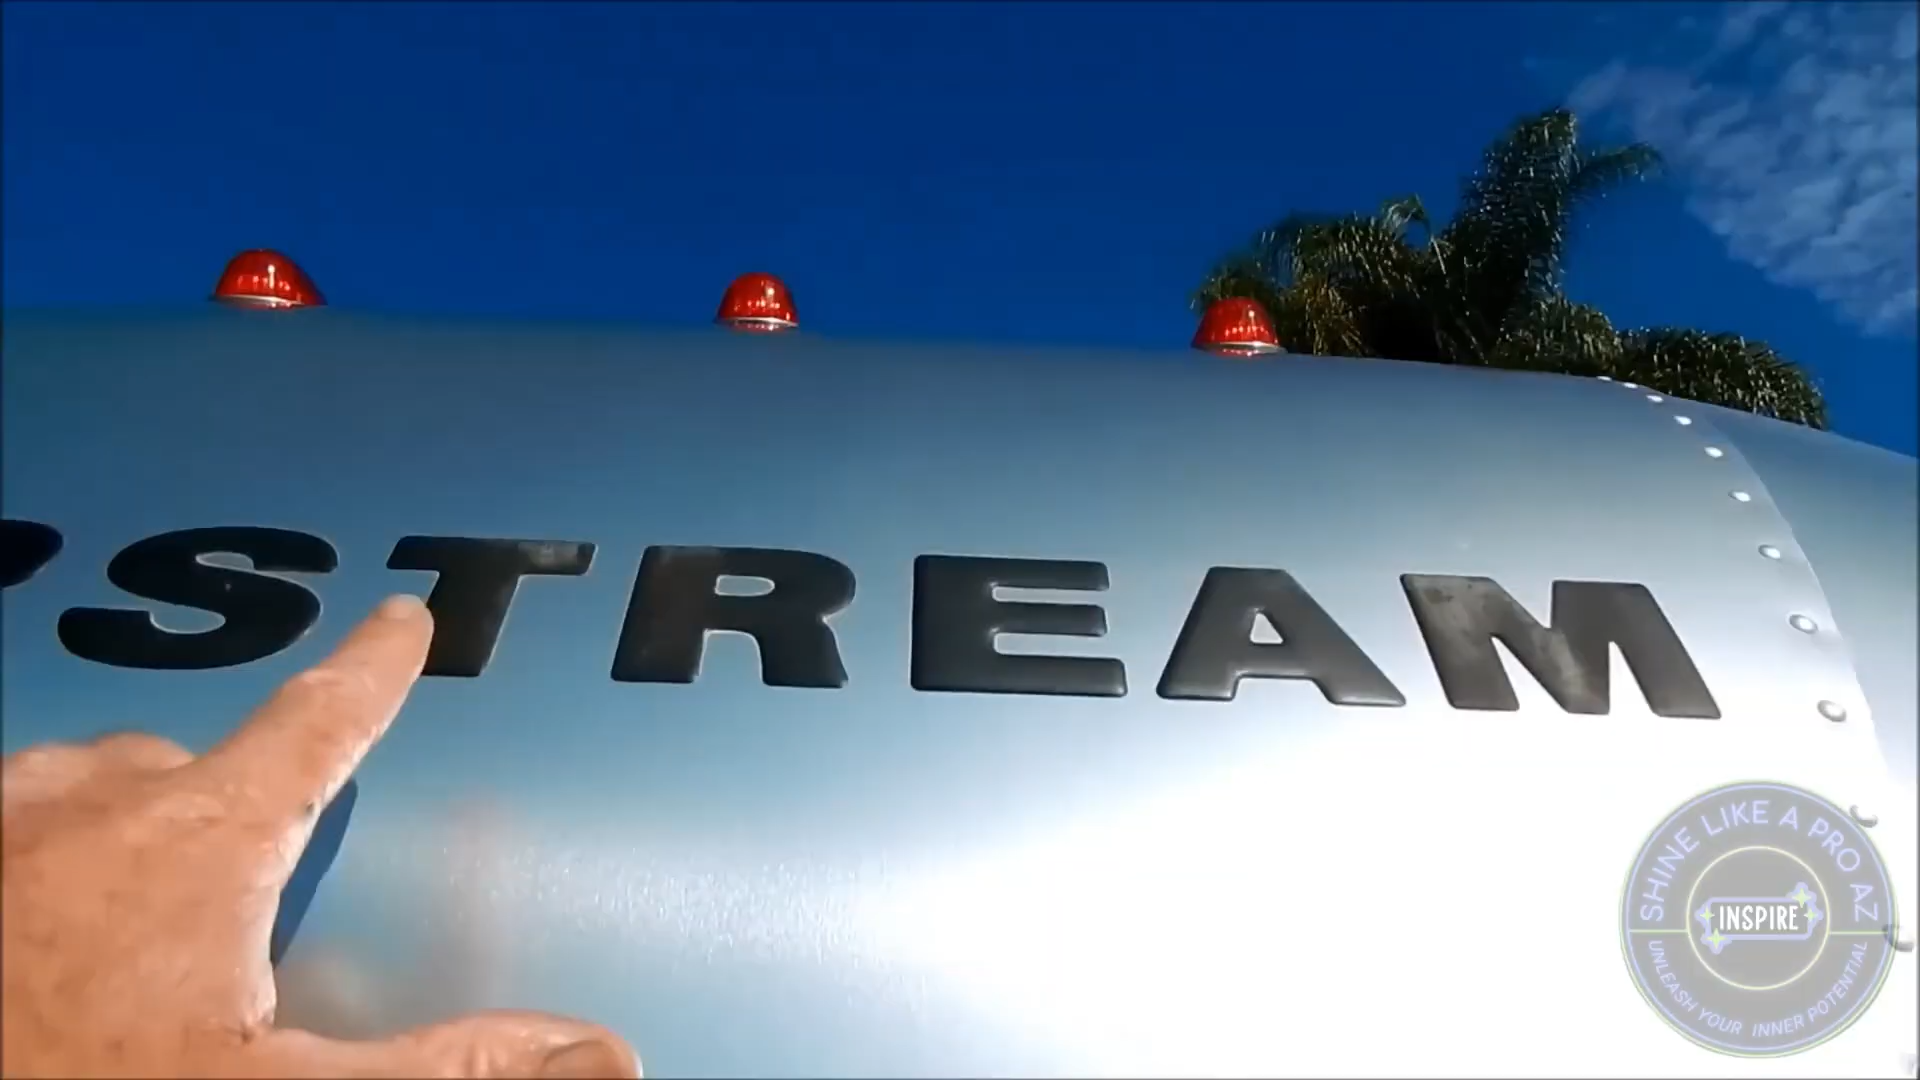 STREAM
SHINE LIKE A PRO AZ
INSPIRE
UNLEASH YOUR INNER POTENTIAL